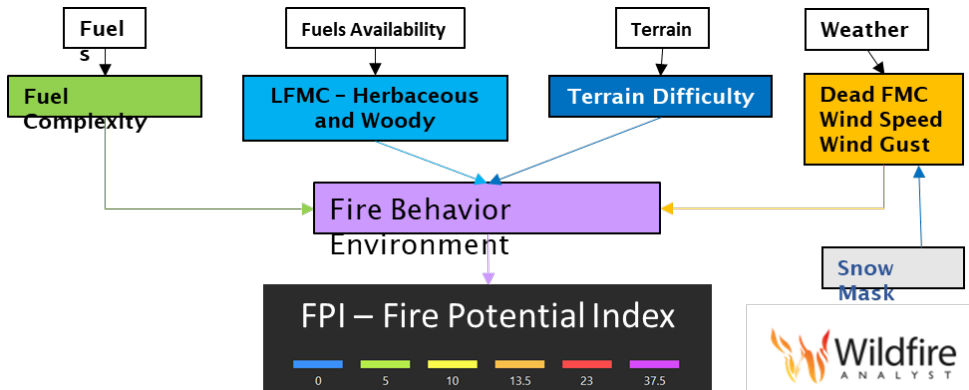 Fuel
s
Fuels Availability
Terrain
Weather
Fuel
Complexity
LFMC – Herbaceous
and Woody
Terrain Difficulty
Dead FMC
Wind Speed
Wind Gust
Fire Behavior
Environment
Snow
Mask
FPI – Fire Potential Index
0 5 10 13.5 23 37.5
Wildfire
ANALYST